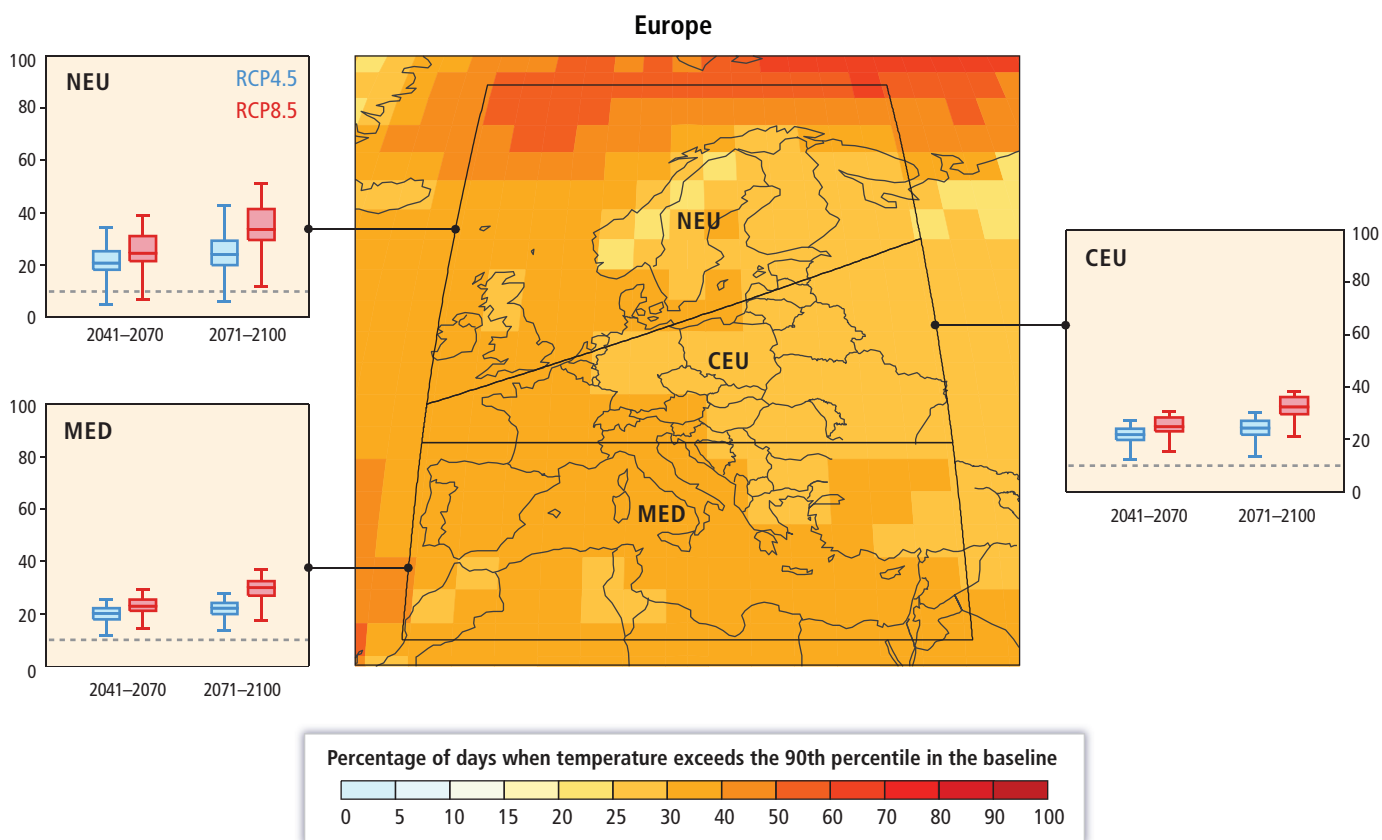 Europe
NEU
RCP4.5
RCP8.5
100
80
60
40
20
0
2041–2070
2071–2100
MED
100
80
60
40
20
0
2041–2070
2071–2100
NEU
CEU
MED
CEU
100
80
60
40
20
0
2041–2070
2071–2100
Percentage of days when temperature exceeds the 90th percentile in the baseline
0 5 10 15 20 25 30 40 50 60 70 80 90 100